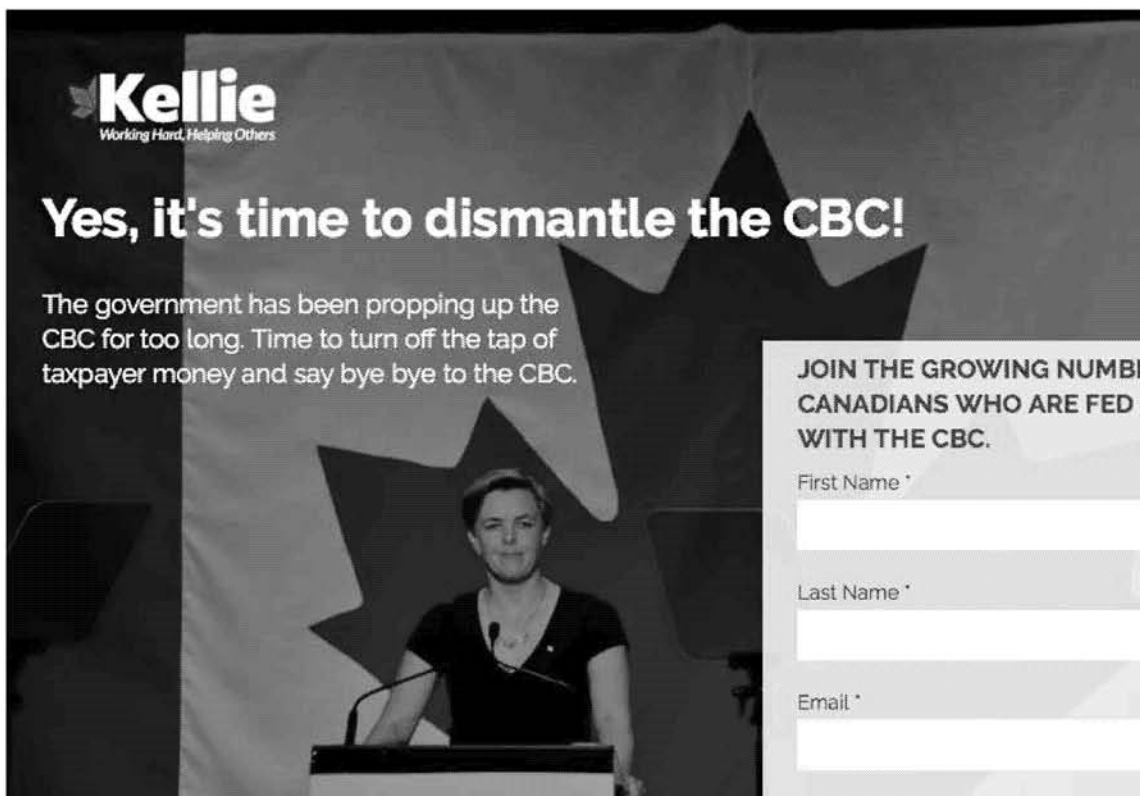 Kellie
Working Hard, Helping Others
Yes, it's time to dismantle the CBC!
The government has been propping up the
CBC for too long. Time to turn off the tap of
taxpayer money and say bye bye to the CBC.
JOIN THE GROWING NUMB
CANADIANS WHO ARE FED
WITH THE CBC.
First Name *
Last Name *
Email *